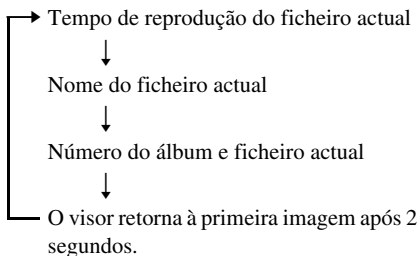 Tempo de reprodução do ficheiro actual
Nome do ficheiro actual
Número do álbum e ficheiro actual
O visor retorna à primeira imagem após 2
segundos.